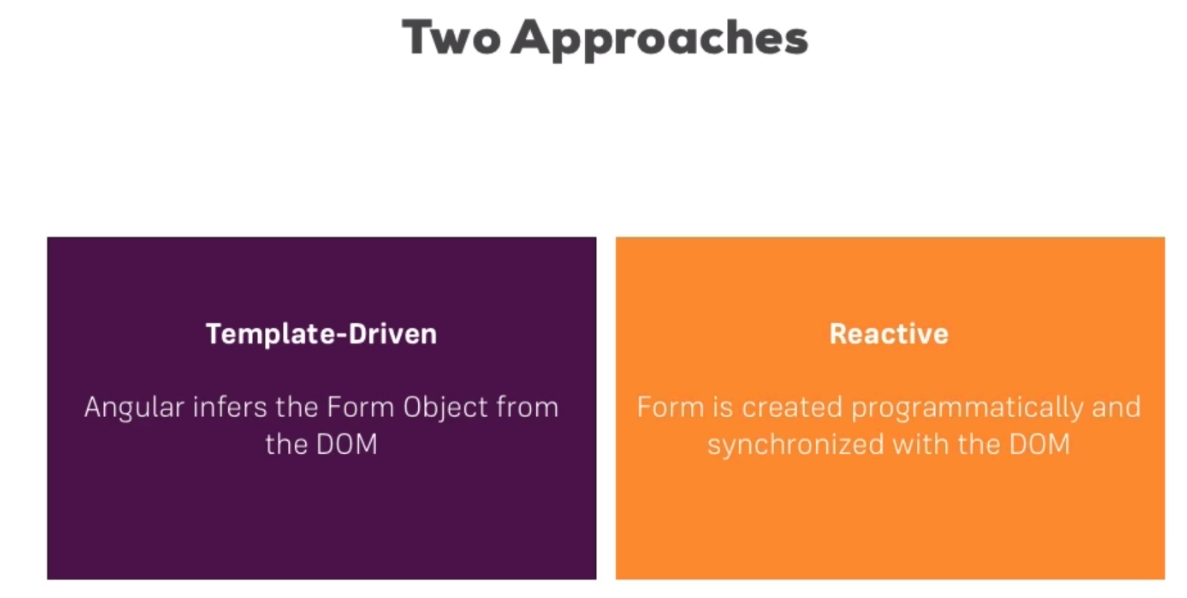 Two Approaches
Template-Driven
Angular infers the Form Object from
the DOM
Reactive
Form is created programmatically and
synchronized with the DOM